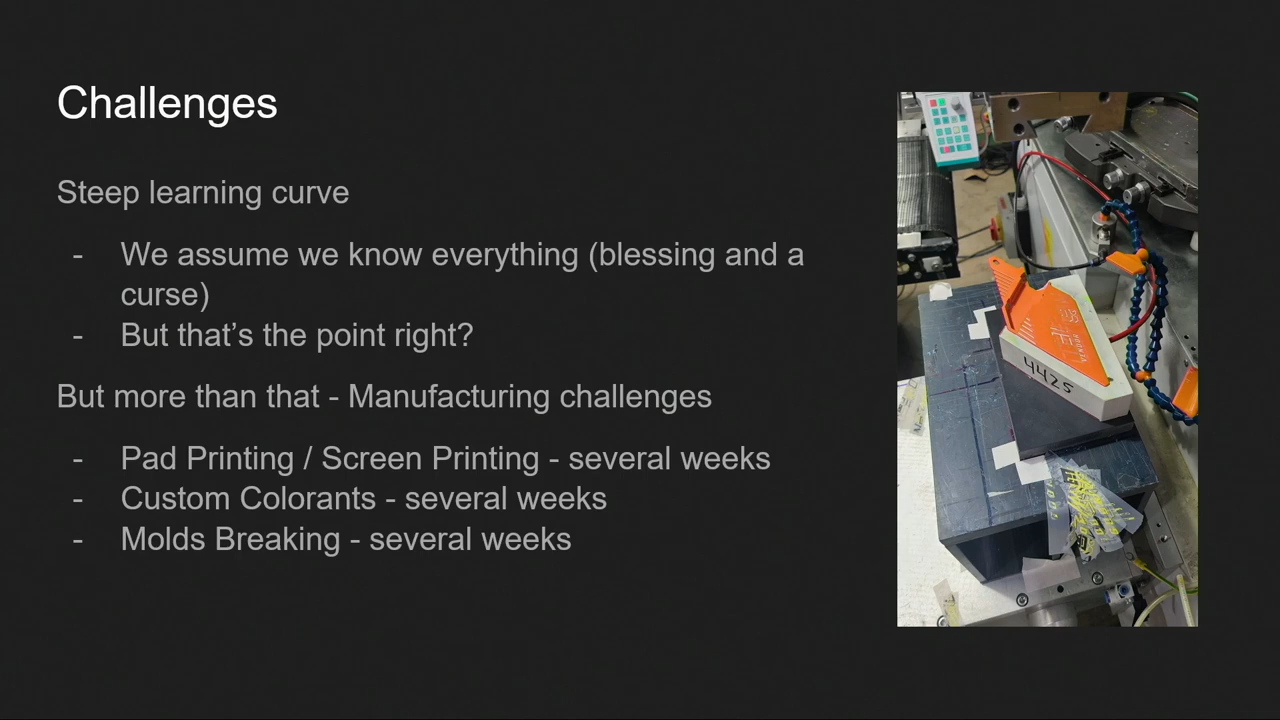 Challenges
Steep learning curve
- We assume we know everything (blessing and a
curse)
- But that’s the point right?
But more than that - Manufacturing challenges
- Pad Printing / Screen Printing - several weeks
- Custom Colorants - several weeks
- Molds Breaking - several weeks
4425